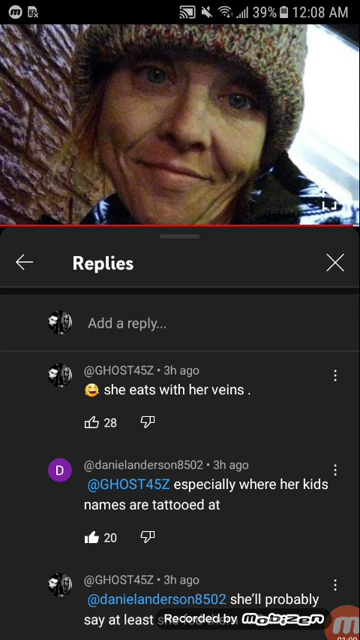 39% 12:08 AM
Replies
Add a reply...
@GHOST45Z • 3h ago
😅 she eats with her veins .
28
D @danielanderson8502 • 3h ago
@GHOST45Z especially where her kids
names are tattooed at
20
@GHOST45Z • 3h ago
@danielanderson8502 she'll probably
say at least
Recorded by mobizen